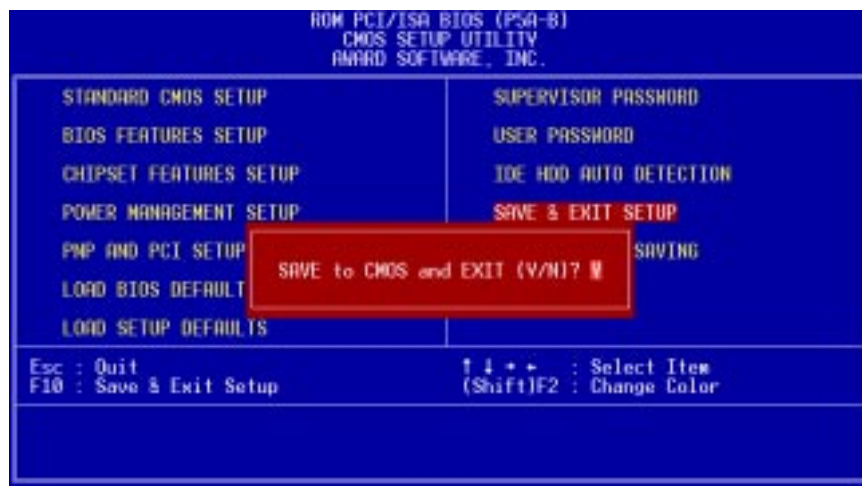 ROM PCI/ISA BIOS (P5A-B)
CMOS SETUP UTILITY
AWARD SOFTWARE, INC.
STANDARD CMOS SETUP
BIOS FEATURES SETUP
CHIPSET FEATURES SETUP
POWER MANAGEMENT SETUP
PNP AND PCI SETUP
LOAD BIOS DEFAULT
LOAD SETUP DEFAULTS
SUPERVISOR PASSWORD
USER PASSWORD
IDE HDD AUTO DETECTION
SAVE & EXIT SETUP
SAVING
SAVE to CMOS and EXIT (Y/N)? Y
Esc : Quit
F10 : Save & Exit Setup
↑ ↓ → ← : Select Item
(Shift)F2 : Change Color